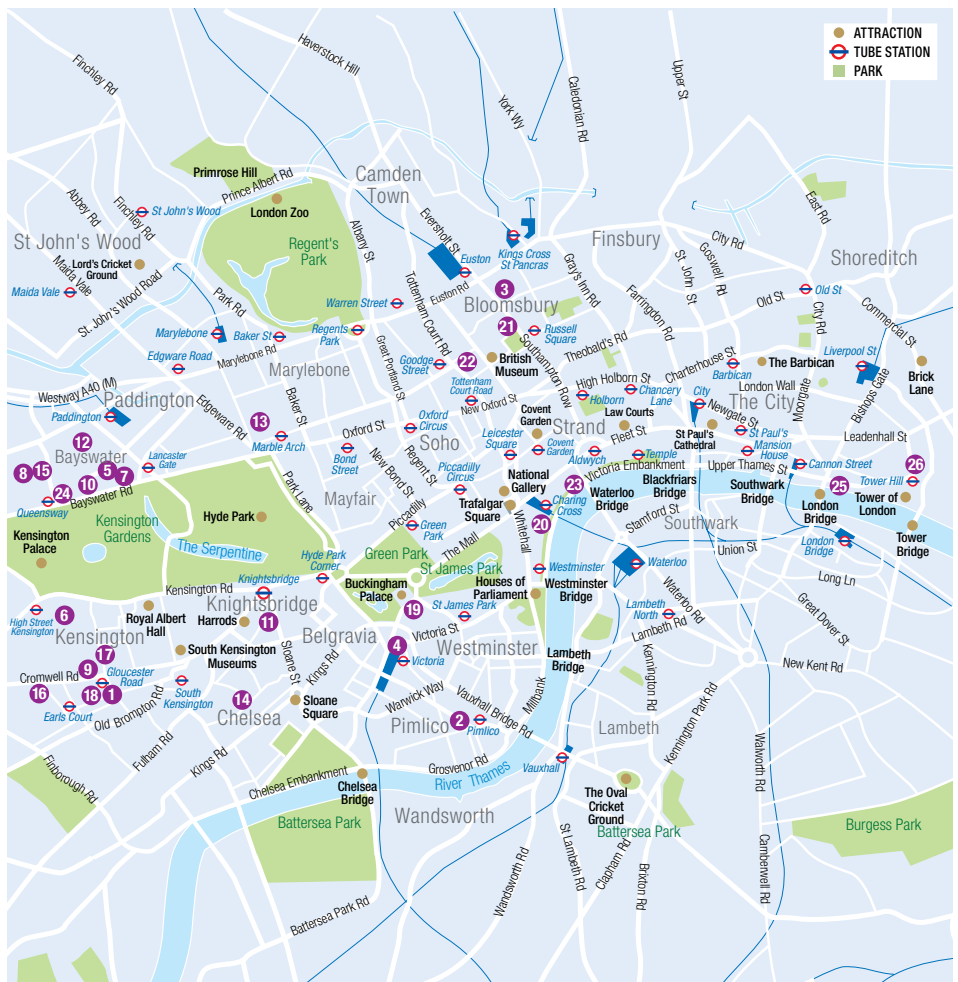 ATTRACTION
TUBE STATION
PARK
Haverstock Hill
Finchley Rd
York Wy
Caledonian Rd
Upper St
Primrose Hill
Prince Albert Rd
Camden
Town
East Rd
Abbey Rd
Finchley Rd
St John's Wood
London Zoo
Albany St
Eversholt St
Kings Cross
St Pancras
Finsbury
City Rd
St John's Wood
Regent's
Park
Shoreditch
Lord's Cricket
Ground
Euston
Gray's Inn Rd
St John St
Goswell Rd
Maida Vale
Maida Vale
St. John's Wood Road
Park Rd
Warren Street
Tottenham Court Rd
Euston Rd
3
Bloomsbury
Farringdon Rd
Old St
Old St
City Rd
Commercial St
Marylebone
Baker St
Regents
Park
21
Russell
Square
Theobald's Rd
Edgware Road
Marylebone Rd
Marylebone
Great Portland St
Goodge
Street
22
British
Museum
Southampton Row
Charterhouse St
Barbican
The Barbican
Liverpool St
Brick
Lane
Westway A40 (M)
Paddington
Paddington
Edgeware Rd
Baker St
Tottenham
Court Road
New Oxford St
High Holborn St
Holborn
Chancery
Lane
City
London Wall
The City
Moorgate
Bishops Gate
13
Marble Arch
Oxford St
Bond
Street
Oxford
Circus
Soho
Covent
Garden
Leicester
Square
Covent
Garden
Strand
Law Courts
Fleet St
Newgate St
St Paul's
Cathedral
St Paul's
Mansion
House
Leadenhall St
12
Bayswater
8
15
5
7
10
24
Lancaster
Gate
Queensway
Bayswater Rd
Park Lane
Mayfair
New Bond St
Regent St
Piccadilly
Circus
Aldwych
Temple
Victoria Embankment
Upper Thames St
Cannon Street
26
Tower Hill
Kensington
Gardens
Hyde Park
Piccadilly
National
Gallery
Trafalgar
Square
23
Charing
Cross
Waterloo
Bridge
Blackfriars
Bridge
Southwark
Bridge
25
London
Bridge
Tower of
London
Kensington
Palace
The Serpentine
Green
Park
20
Whitehall
Stamford St
Southwark
Union St
London
Bridge
Tower
Bridge
Hyde Park
Corner
Green Park
The Mall
St James Park
Westminster
Waterloo
Long Ln
Kensington Rd
Knightsbridge
Knightsbridge
Buckingham
Palace
Houses of
Parliament
Westminster
Bridge
Waterloo Rd
Great Dover St
High Street
Kensington
6
Kensington
Royal Albert
Hall
Harrods
11
19
St James Park
Lambeth
North
Lambeth Rd
Belgravia
Victoria St
4
Victoria
Westminster
Lambeth
Bridge
New Kent Rd
17
South Kensington
Museums
Sloane St
Kings Rd
Cromwell Rd
9
Gloucester
Road
16
18
1
Earls Court
South
Kensington
Old Brompton Rd
14
Chelsea
Sloane
Square
Warwick Way
Vauxhall Bridge Rd
Millbank
Kennington Rd
Kennington Park Rd
Pimlico
2
Pimlico
Lambeth
Walworth Rd
Finborough Rd
Fulham Rd
Kings Rd
Chelsea Embankment
Grosvenor Rd
River Thames
Vauxhall
Chelsea
Bridge
The Oval
Cricket
Ground
Battersea Park
Wandsworth
Battersea Park
Burgess Park
Wandsworth Rd
St Lambeth Rd
Clapham Rd
Brixton Rd
Camberwell Rd
Battersea Park Rd